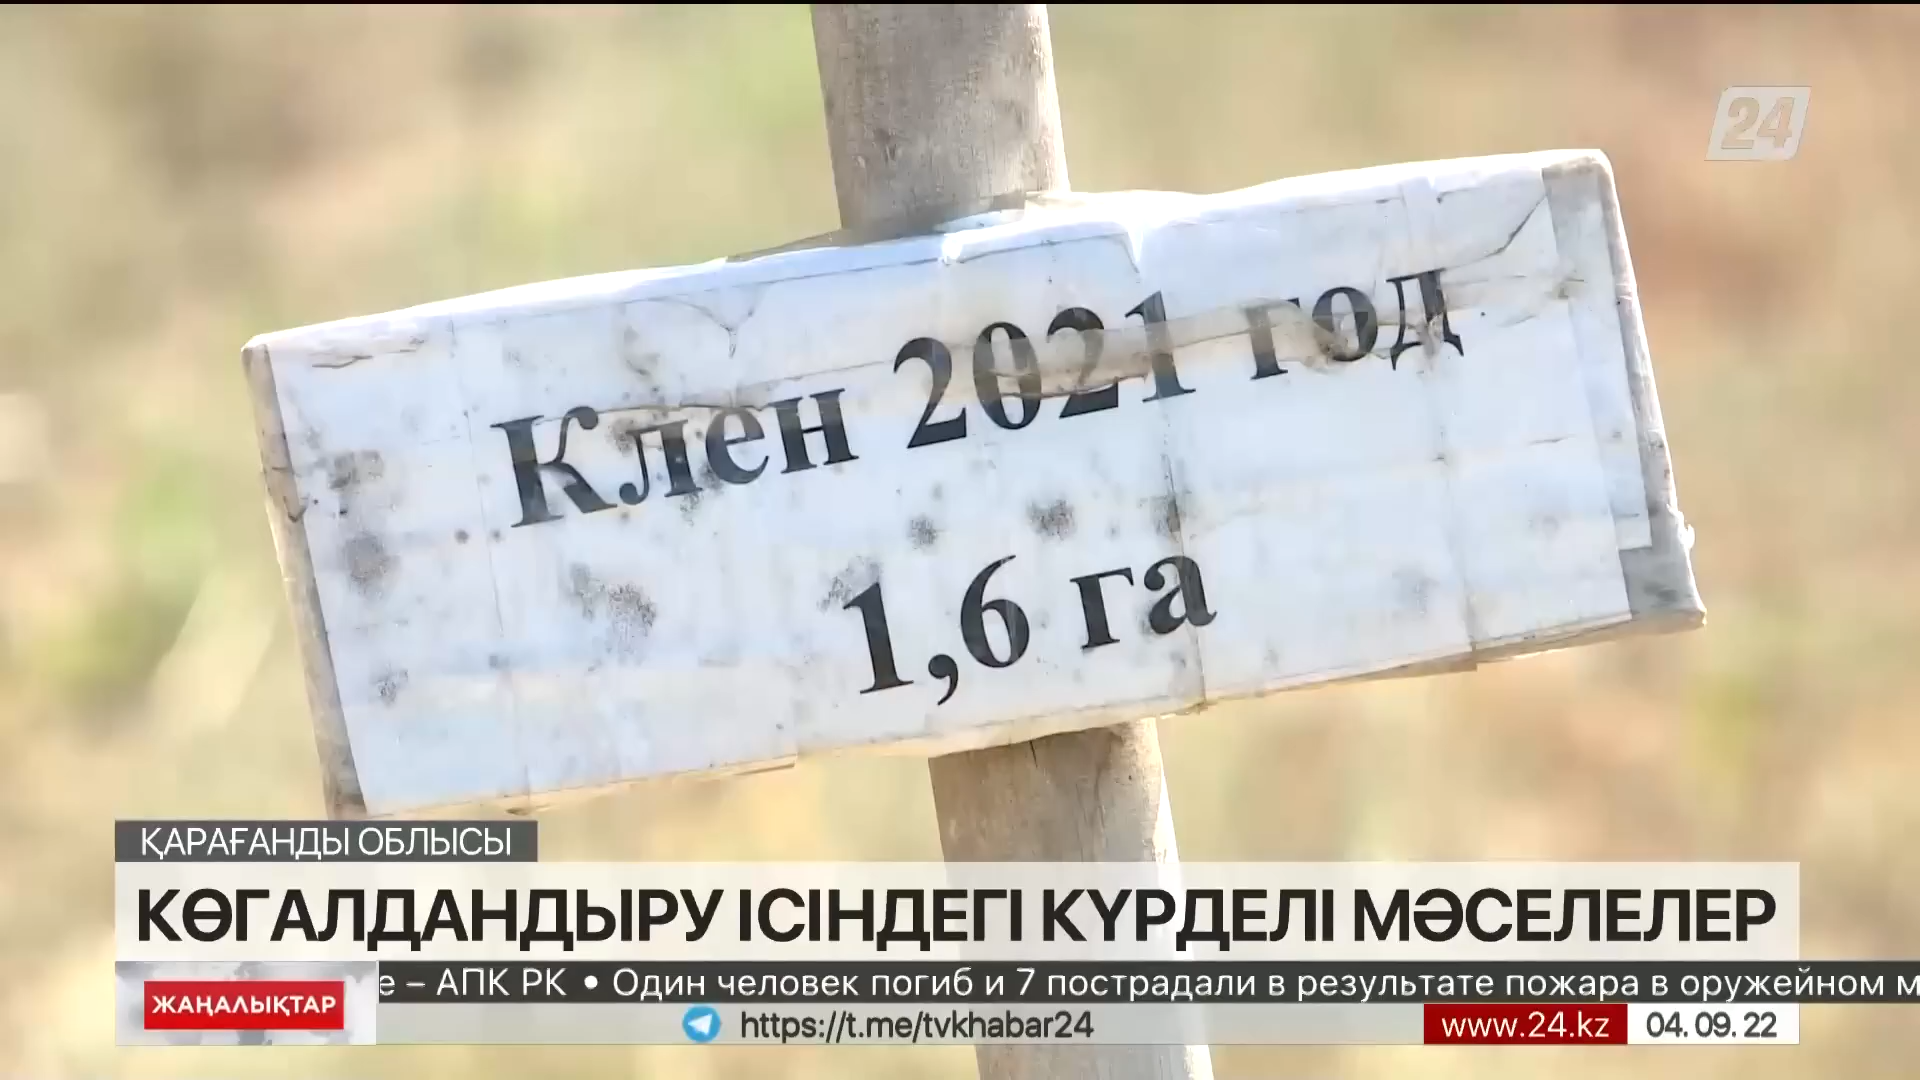 24
Клен 2021 год
1,6 га
ҚАРАҒАНДЫ ОБЛЫСЫ
КӨГАЛДАНДЫРУ ІСІНДЕГІ КҮРДЕЛІ МӘСЕЛЕЛЕР
е – АПК РК • Один человек погиб и 7 пострадали в результате пожара в оружейном м
ЖАҢАЛЫҚТАР
https://t.me/tvkhabar24
www.24.kz
04.09.22